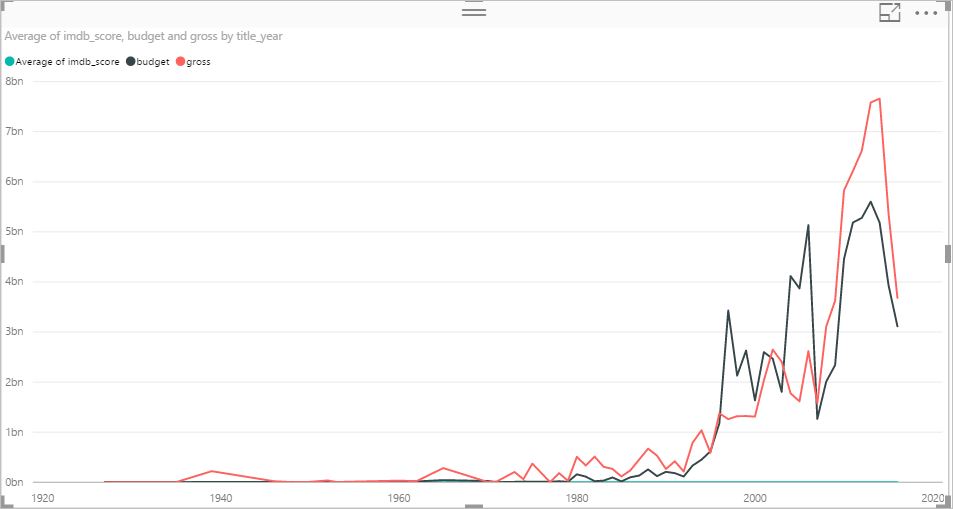 Average of imdb_score, budget and gross by title_year
Average of imdb_score budget gross
8bn
7bn
6bn
5bn
4bn
3bn
2bn
1bn
0bn
1920 1940 1960 1980 2000 2020